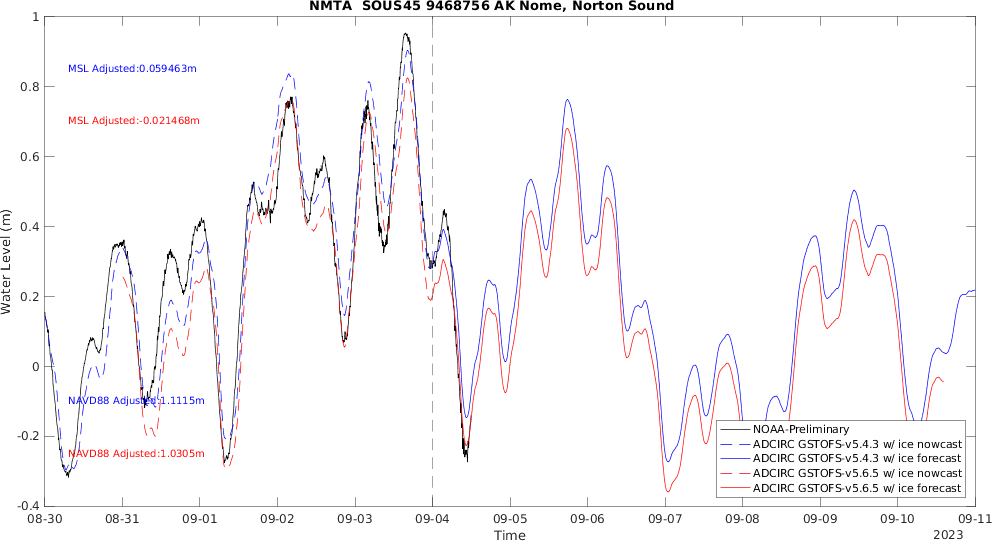 NMTA SOUS45 9468756 AK Nome, Norton Sound
1
0.8
0.6
0.4
0.2
0
-0.2
-0.4
Water Level (m)
MSL Adjusted:0.059463m
MSL Adjusted:-0.021468m
NAVD88 Adjusted:1.1115m
NAVD88 Adjusted:1.0305m
NOAA-Preliminary
ADCIRC GSTOFS-v5.4.3 w/ ice nowcast
ADCIRC GSTOFS-v5.4.3 w/ ice forecast
ADCIRC GSTOFS-v5.6.5 w/ ice nowcast
ADCIRC GSTOFS-v5.6.5 w/ ice forecast
08-30 08-31 09-01 09-02 09-03 09-04 09-05 09-06 09-07 09-08 09-09 09-10 09-11
Time
2023